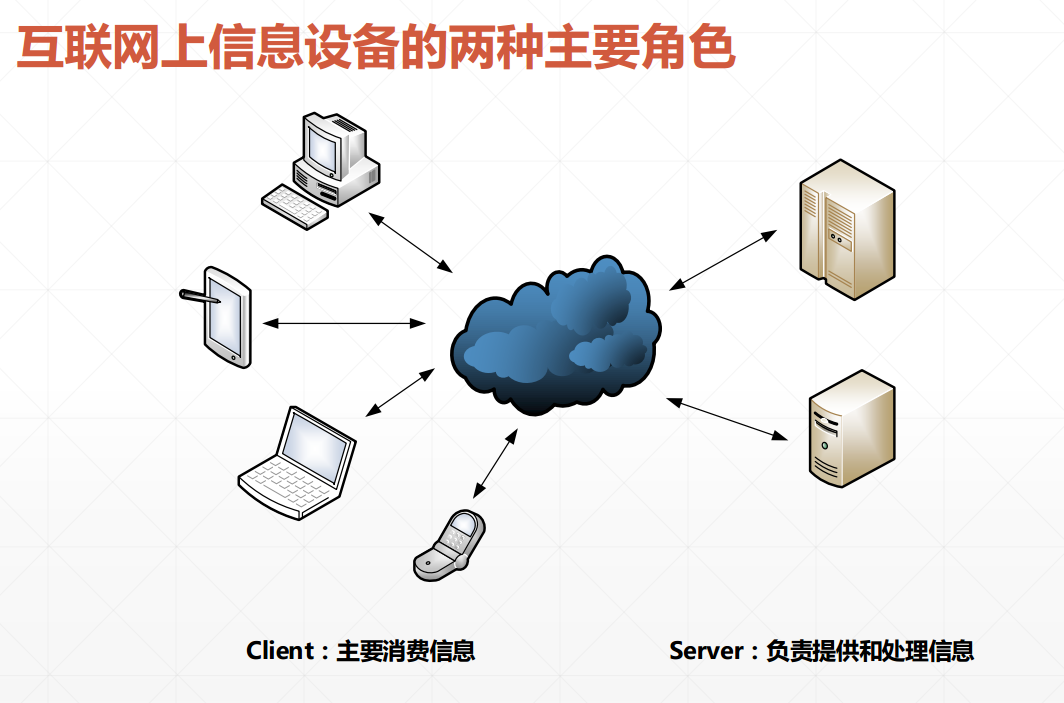 互联网上信息设备的两种主要角色
Client：主要消费信息
Server：负责提供和处理信息